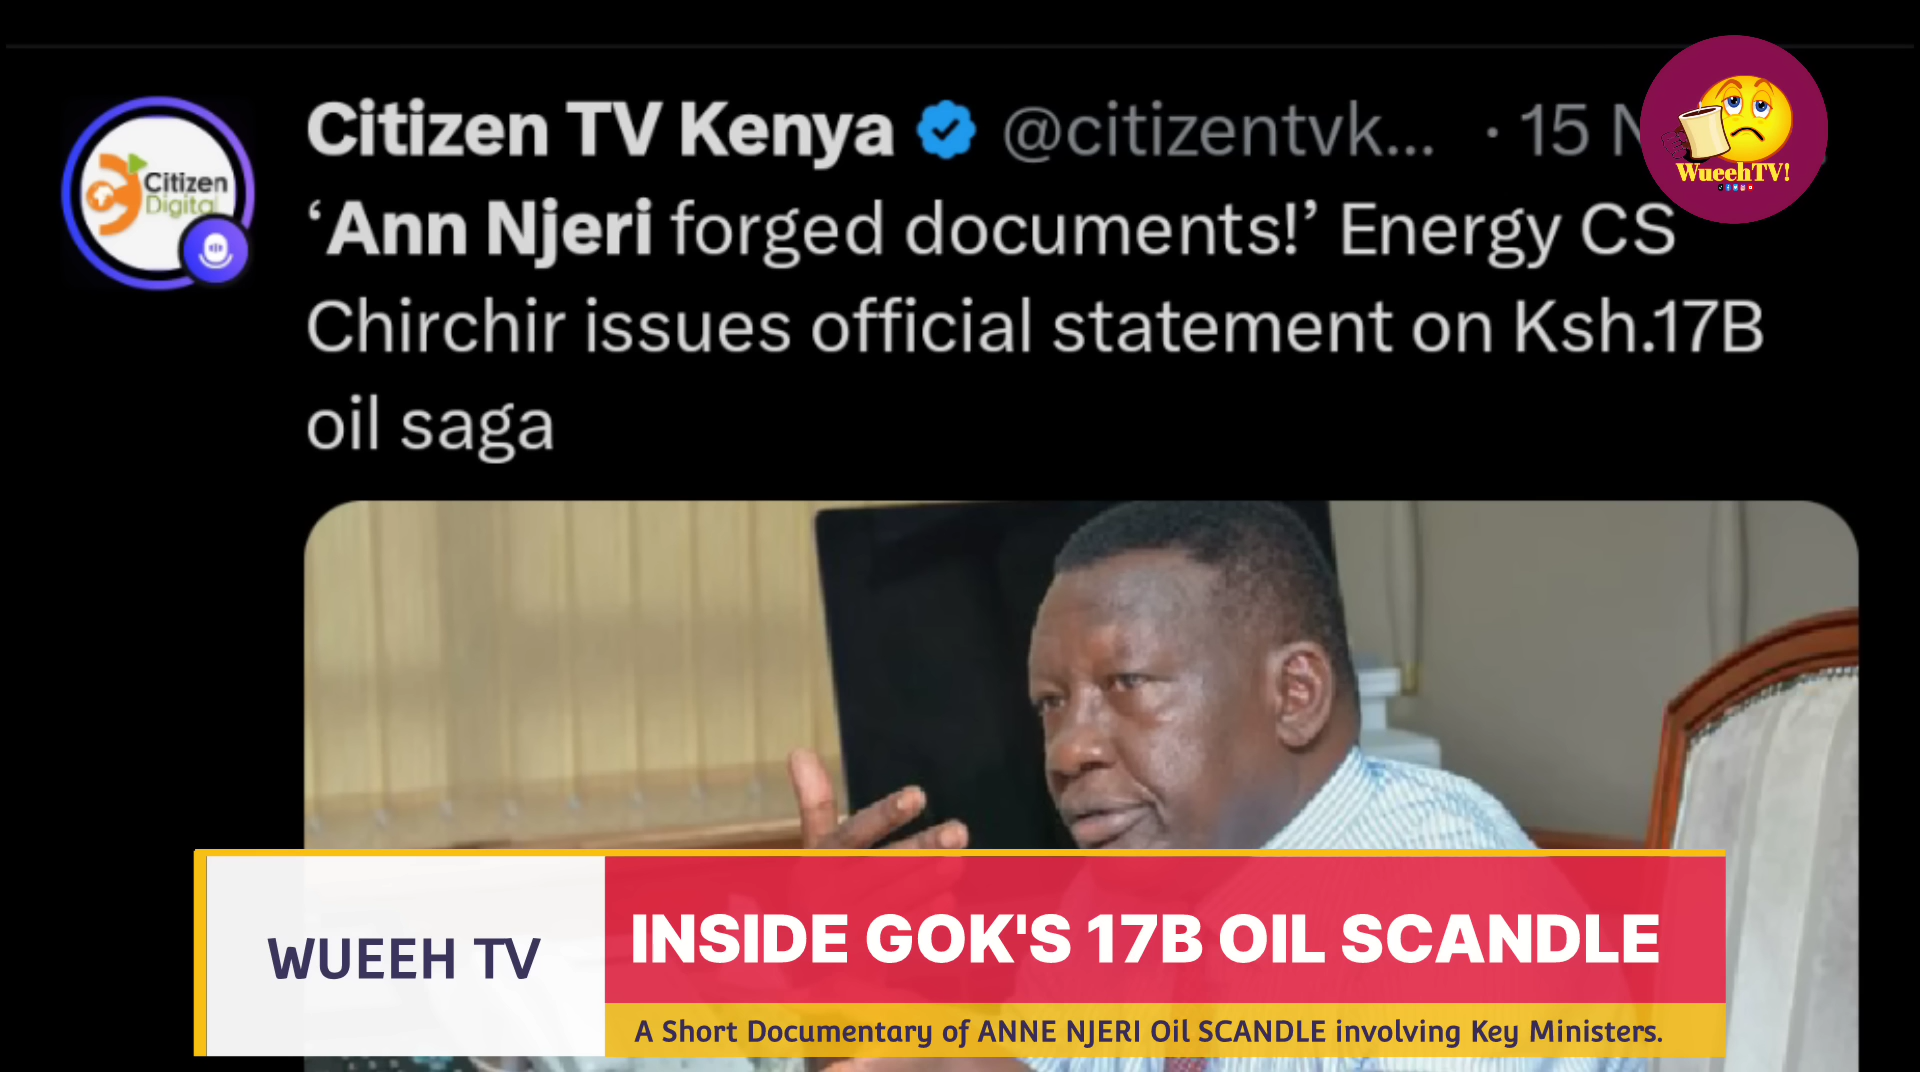 Citizen TV Kenya @citizentvk... · 15 N
WueehTV!
Citizen
Digital
‘Ann Njeri forged documents!’ Energy CS
Chirchir issues official statement on Ksh.17B
oil saga
WUEEH TV
INSIDE GOK'S 17B OIL SCANDLE
A Short Documentary of ANNE NJERI Oil SCANDLE involving Key Ministers.